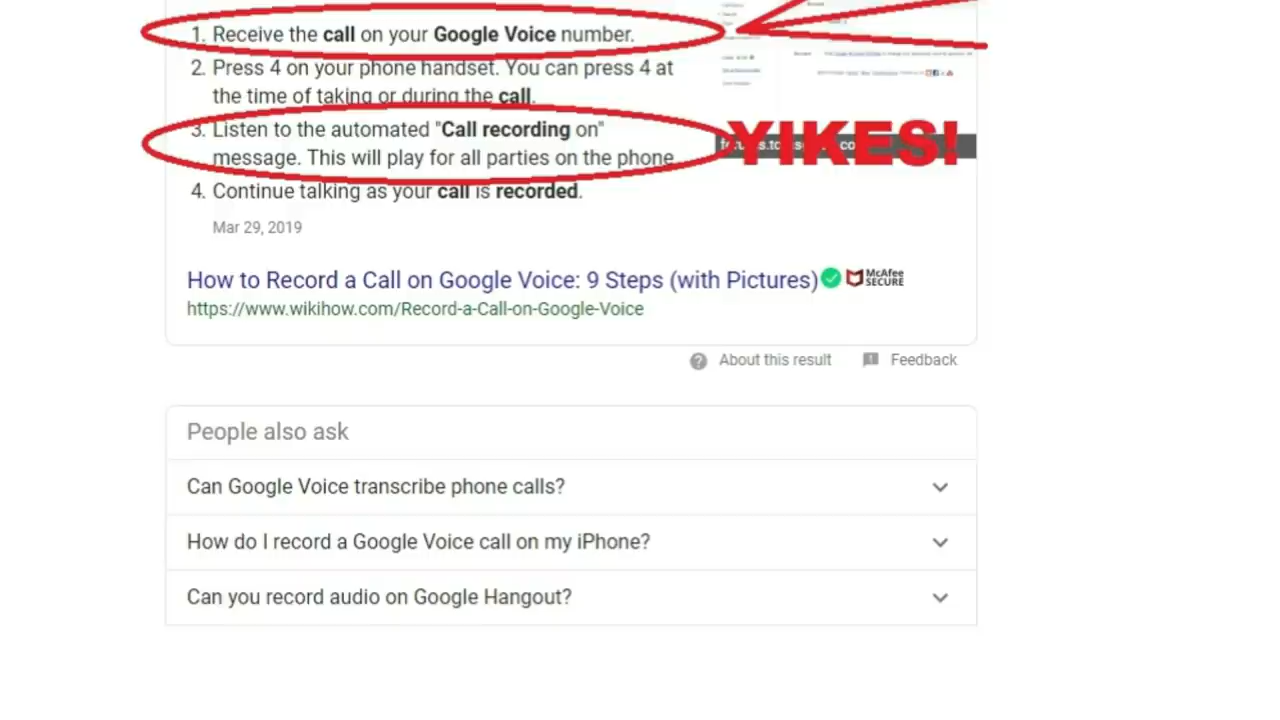 1. Receive the call on your Google Voice number.
2. Press 4 on your phone handset. You can press 4 at
the time of taking or during the call.
3. Listen to the automated "Call recording on"
message. This will play for all parties on the phone.
YIKES!
4. Continue talking as your call is recorded.
Mar 29, 2019
How to Record a Call on Google Voice: 9 Steps (with Pictures)
McAfee
SECURE
https://www.wikihow.com/Record-a-Call-on-Google-Voice
About this result
Feedback
People also ask
Can Google Voice transcribe phone calls?
How do I record a Google Voice call on my iPhone?
Can you record audio on Google Hangout?